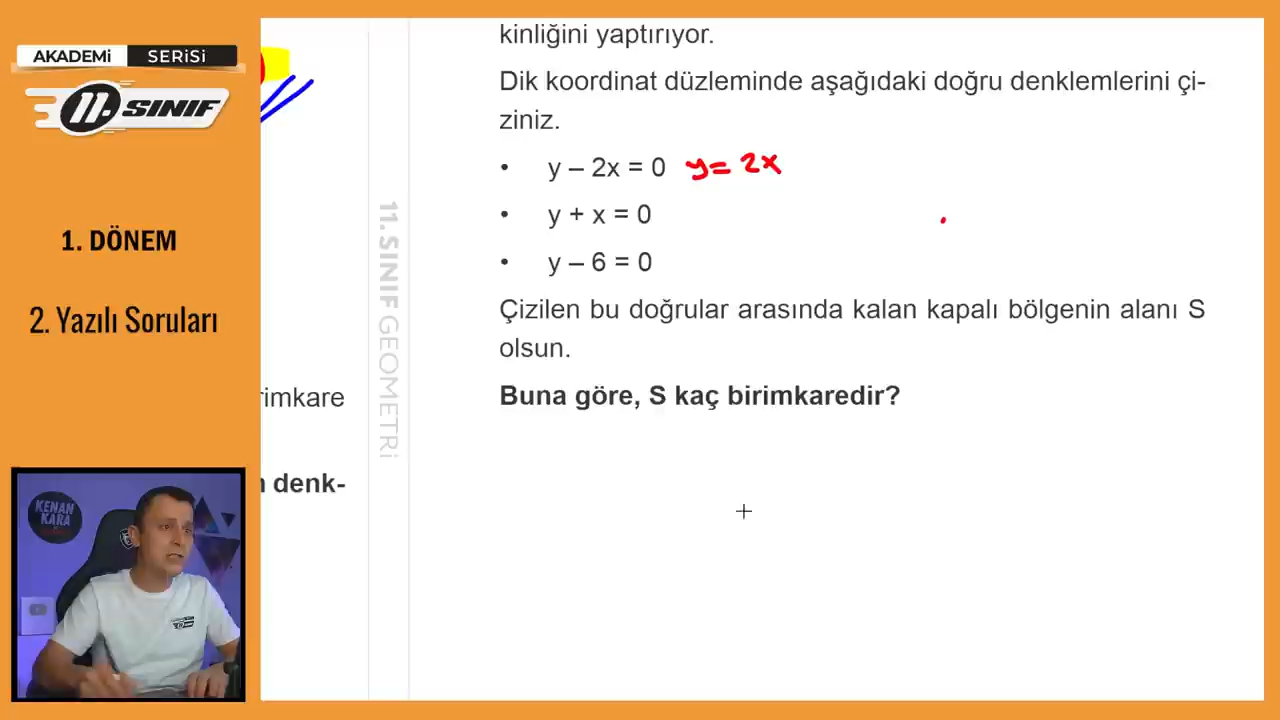 AKADEMİ SERİSİ
11. SINIF
1. DÖNEM
2. Yazılı Soruları
KENAN
KARA
rimkare
denk-
11. SINIF GEOMETRİ
kinliğini yaptırıyor.
Dik koordinat düzleminde aşağıdaki doğru denklemlerini çi-
ziniz.
• y – 2x = 0 y = 2x
• y + x = 0
• y – 6 = 0
Çizilen bu doğrular arasında kalan kapalı bölgenin alanı S
olsun.
Buna göre, S kaç birimkaredir?